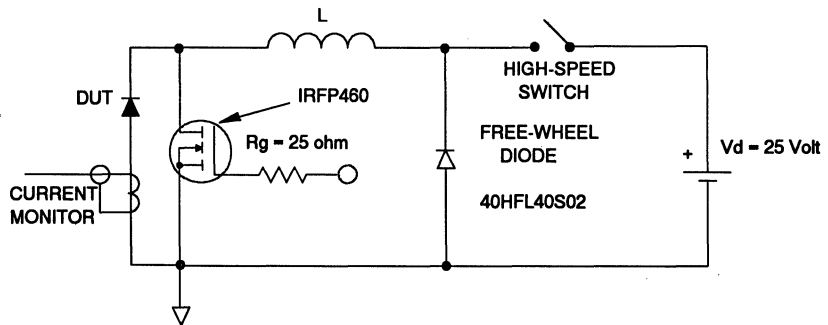 L
HIGH-SPEED
SWITCH
DUT
IRFP460
Rg = 25 ohm
FREE-WHEEL
DIODE
+
Vd = 25 Volt
CURRENT
MONITOR
40HFL40S02